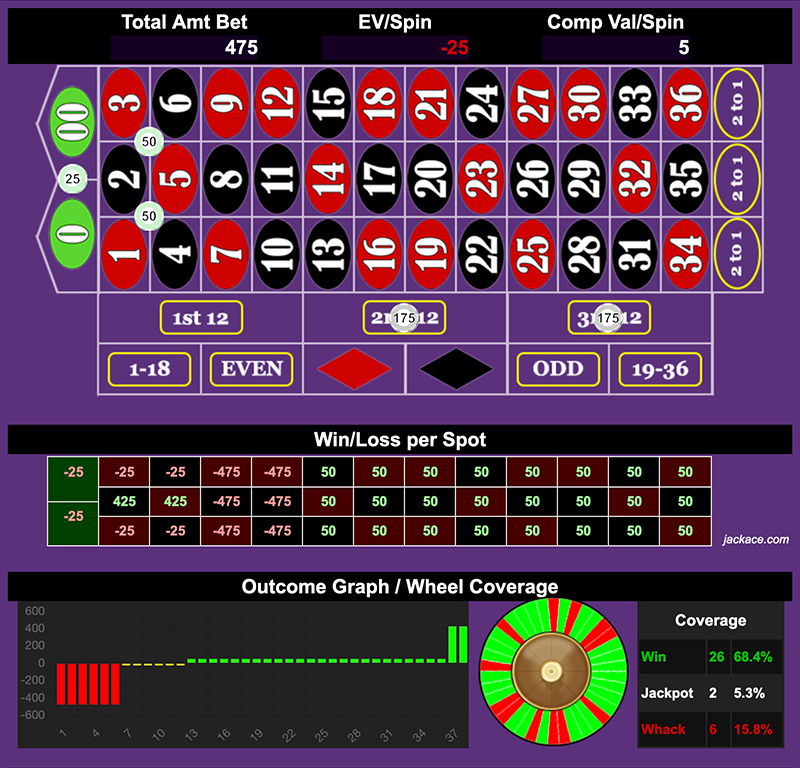 Total Amt Bet EV/Spin Comp Val/Spin
475 -25 5
00 3 6 9 12 15 18 21 24 27 30 33 36 2 to 1
50
25 2 5 8 11 14 17 20 23 26 29 32 35 2 to 1
50
0 1 4 7 10 13 16 19 22 25 28 31 34 2 to 1
1st 12 175 12 175 12
1-18 EVEN ODD 19-36
Win/Loss per Spot
-25 -25 -25 -475 -475 50 50 50 50 50 50 50 50
425 425 -475 -475 50 50 50 50 50 50 50 50
-25 -25 -25 -475 -475 50 50 50 50 50 50 50 50
jackace.com
Outcome Graph / Wheel Coverage
600
400
200
0
-200
-400
-600
1 4 7 10 13 16 19 22 25 28 31 34 37
Coverage
Win 26 68.4%
Jackpot 2 5.3%
Whack 6 15.8%